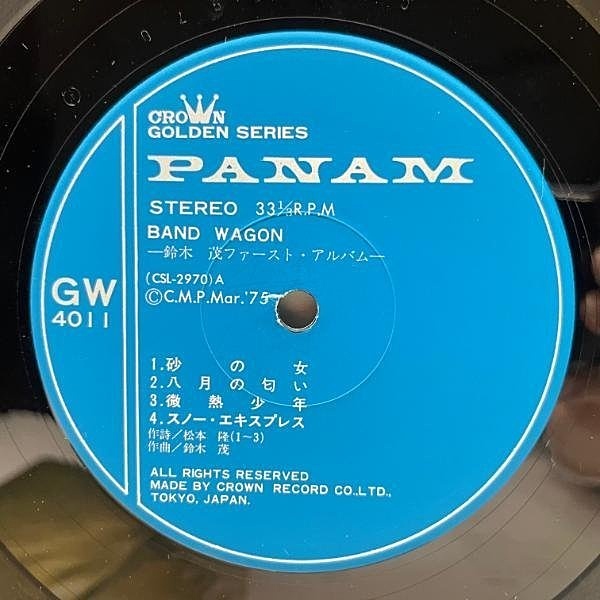 CROWN
GOLDEN SERIES
PANAM
STEREO 33⅓R.P.M
BAND WAGON
―鈴木 茂ファースト・アルバム―
(CSL-2970)A
©C.M.P.Mar.'75
GW
4011
1.砂の女
2.八月の匂い
3.微熱少年
4.スノー・エキスプレス
作詩/松本 隆(1~3)
作曲/鈴木 茂
ALL RIGHTS RESERVED
MADE BY CROWN RECORD CO.,LTD.,
TOKYO, JAPAN.